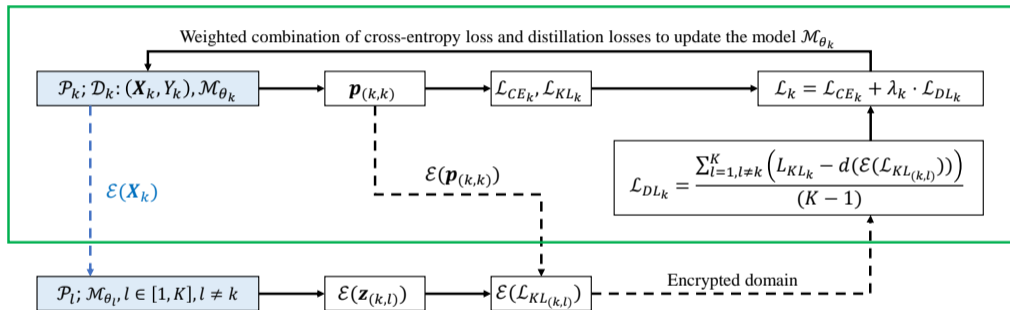 Weighted combination of cross-entropy loss and distillation losses to update the model ℳ_{θ_k}
𝒫_k; 𝒟_k: (𝑿_k, Y_k), ℳ_{θ_k}
𝒑_{(k,k)}
ℒ_{CE_k}, ℒ_{KL_k}
ℒ_k = ℒ_{CE_k} + λ_k · ℒ_{DL_k}
ℰ(𝑿_k)
ℰ(𝒑_{(k,k)})
ℒ_{DL_k} = \frac{∑_{l=1,l≠k}^{K} (L_{KL_k} − d(ℰ(ℒ_{KL_{(k,l)}})))}{(K − 1)}
𝒫_l; ℳ_{θ_l}, l ∈ [1, K], l ≠ k
ℰ(𝒛_{(k,l)})
ℰ(ℒ_{KL_{(k,l)}})
Encrypted domain